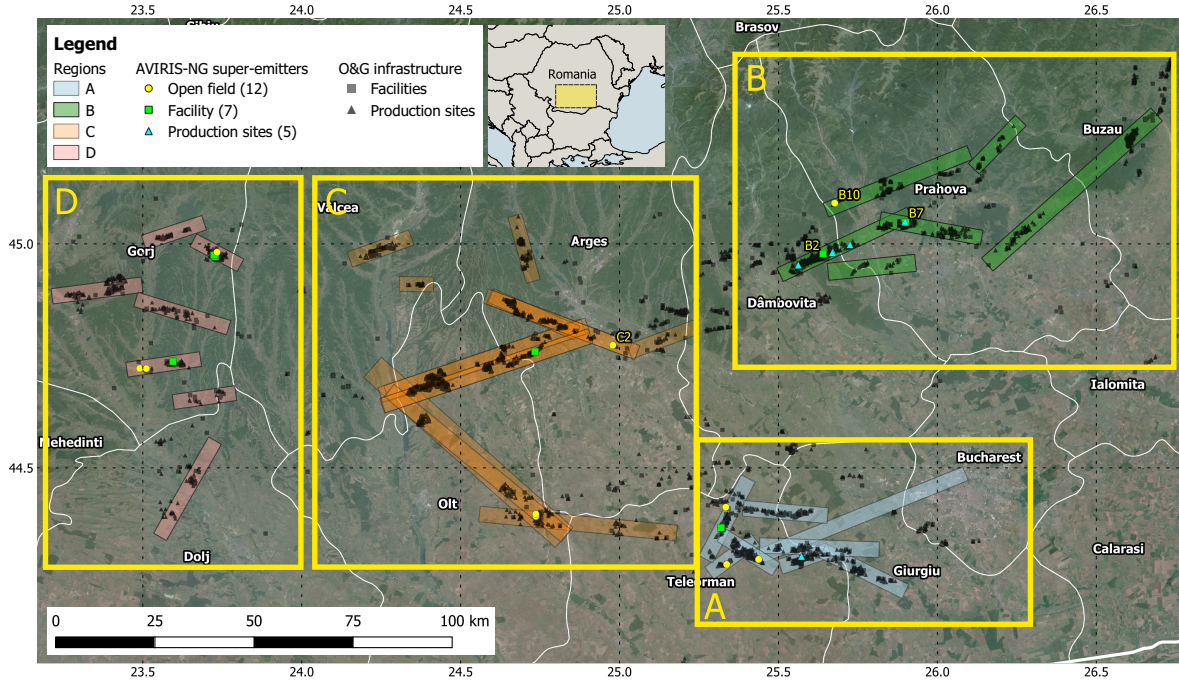 23.5 24.0 24.5 25.0 25.5 26.0 26.5
Sibiu
Brasov
Legend
Regions
A
B
C
D
AVIRIS-NG super-emitters
Open field (12)
Facility (7)
Production sites (5)
O&G infrastructure
Facilities
Production sites
Romania
B
Buzau
Prahova
B10
B7
B2
Dâmbovita
D
Gorj
C
Valcea
Arges
C2
45.0
45.0
Mehedinti
Ialomita
44.5
44.5
Olt
Dolj
Bucharest
Calarasi
Giurgiu
Teleorman
A
0 25 50 75 100 km
23.5 24.0 24.5 25.0 25.5 26.0 26.5